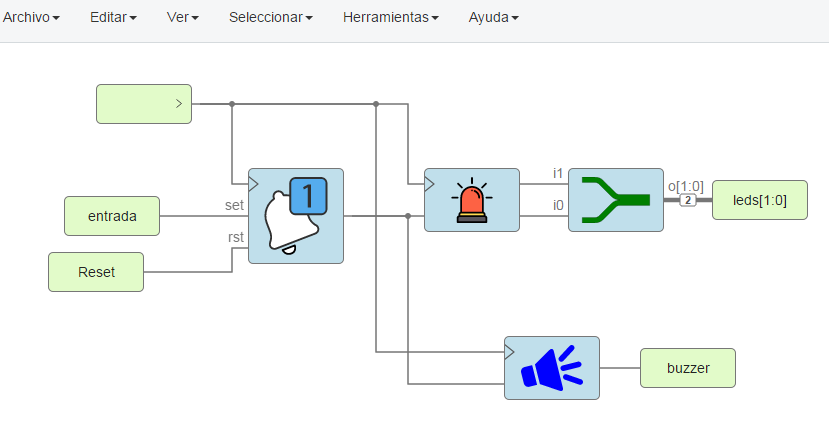 Archivo Editar Ver Seleccionar Herramientas Ayuda
1
entrada
set
rst
Reset
i1
i0
o[1:0]
2
leds[1:0]
buzzer